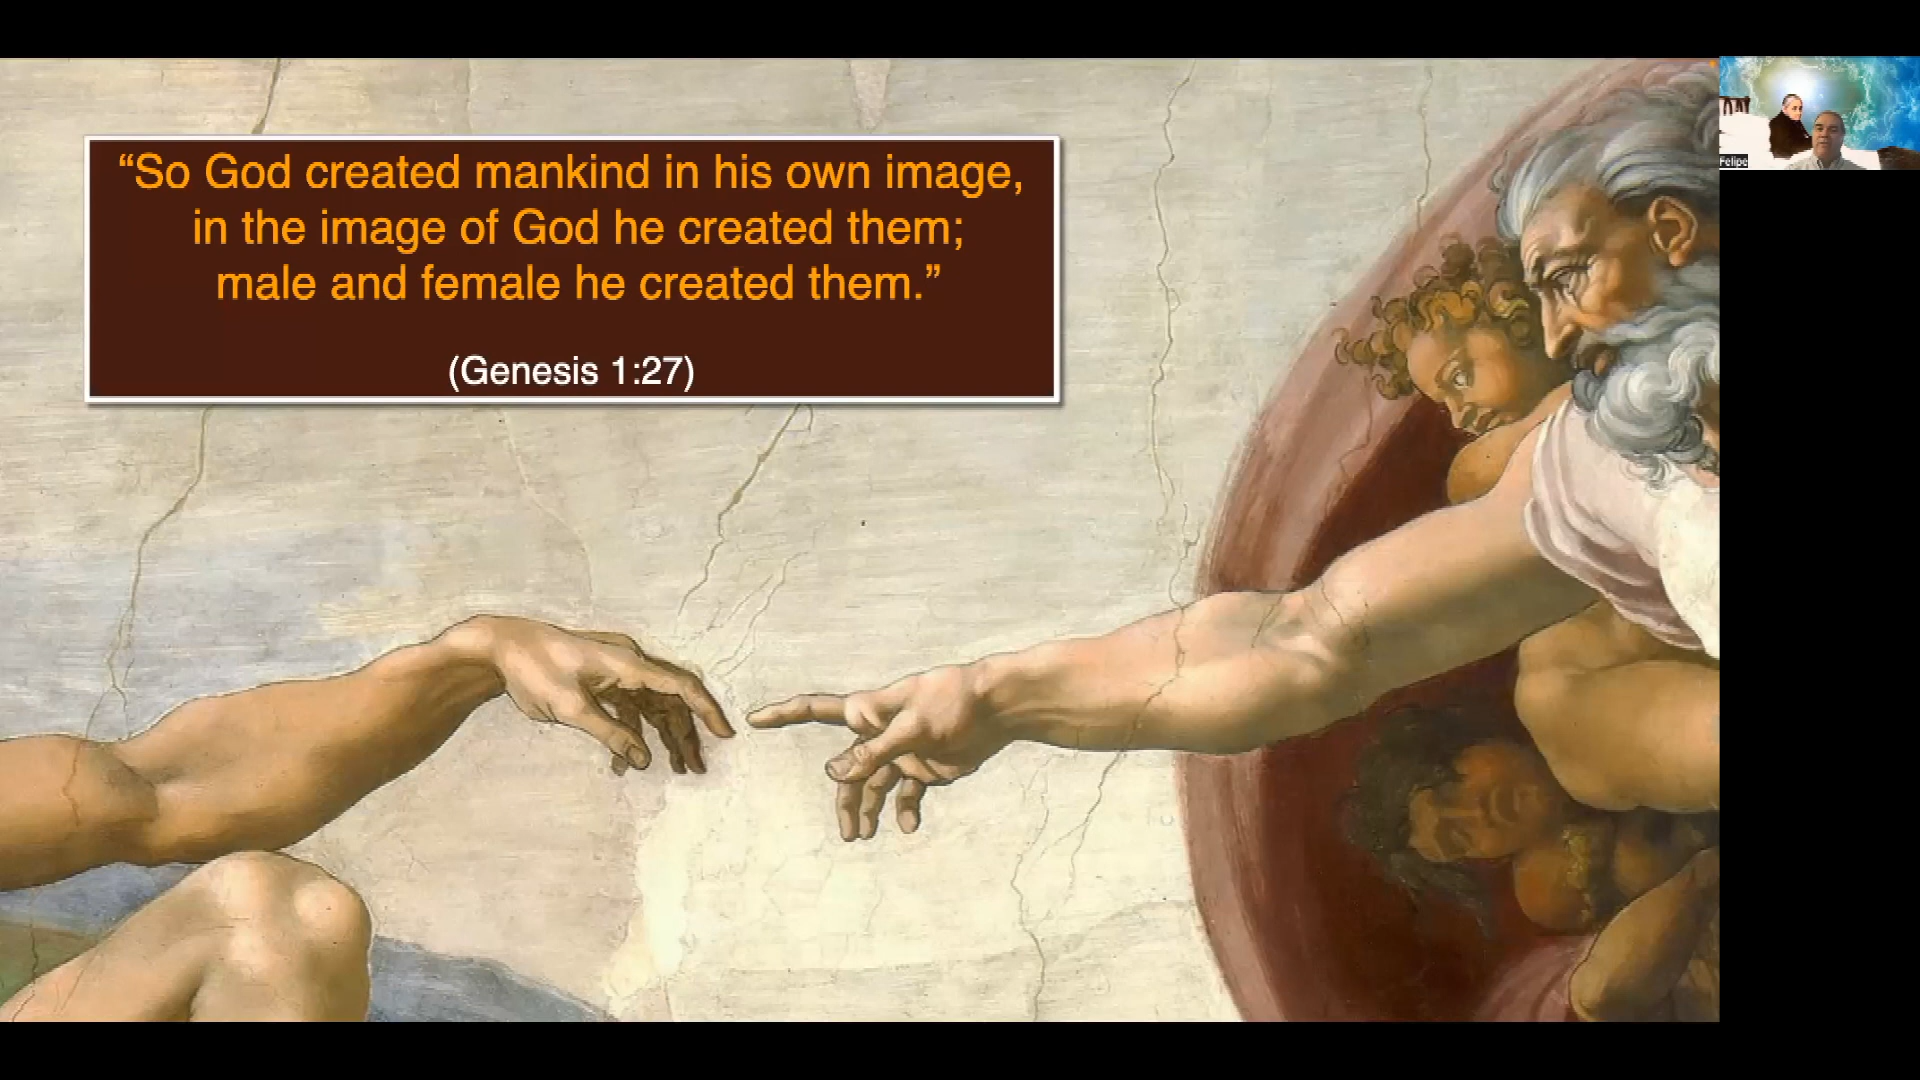 “So God created mankind in his own image,
in the image of God he created them;
male and female he created them.”
(Genesis 1:27)
Felipe